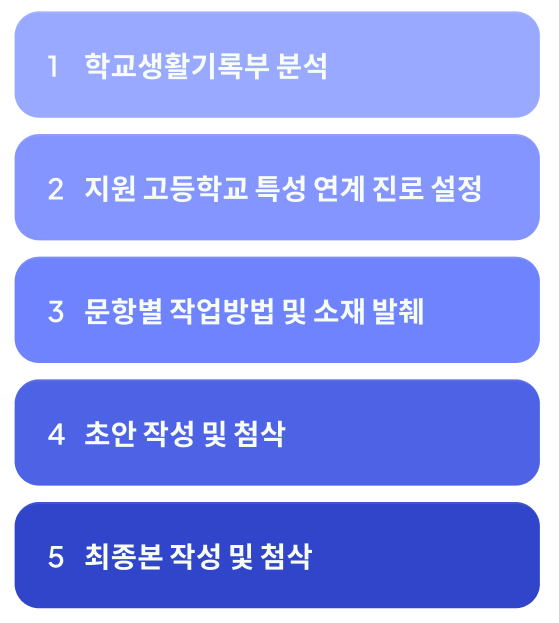 1 학교생활기록부 분석
2 지원 고등학교 특성 연계 진로 설정
3 문항별 작업방법 및 소재 발췌
4 초안 작성 및 첨삭
5 최종본 작성 및 첨삭